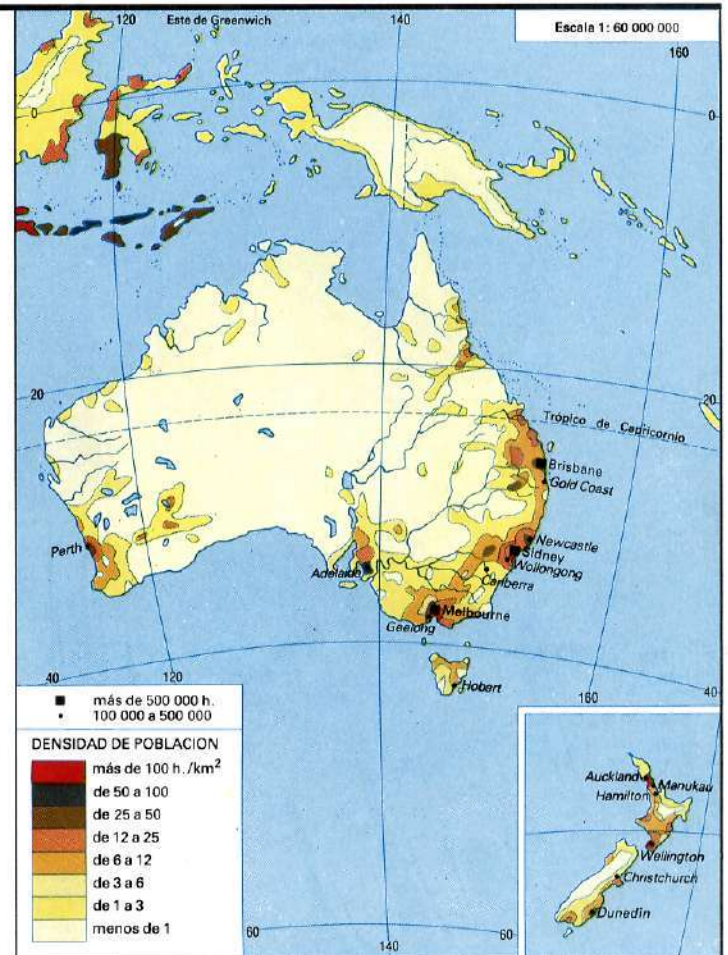 120
Este de Greenwich
140
Escala 1: 60 000 000
160
0
0
20
20
Trópico de Capricornio
Brisbane
Gold Coast
Newcastle
Sidney
Wollongong
Canberra
Perth
Adelaida
Melbourne
Geelong
Hobart
40
120
160
40
más de 500 000 h.
100 000 a 500 000
DENSIDAD DE POBLACION
más de 100 h./km²
de 50 a 100
de 25 a 50
de 12 a 25
de 6 a 12
de 3 a 6
de 1 a 3
menos de 1
60
140
60
Auckland
Manukau
Hamilton
Wellington
Christchurch
Dunedin